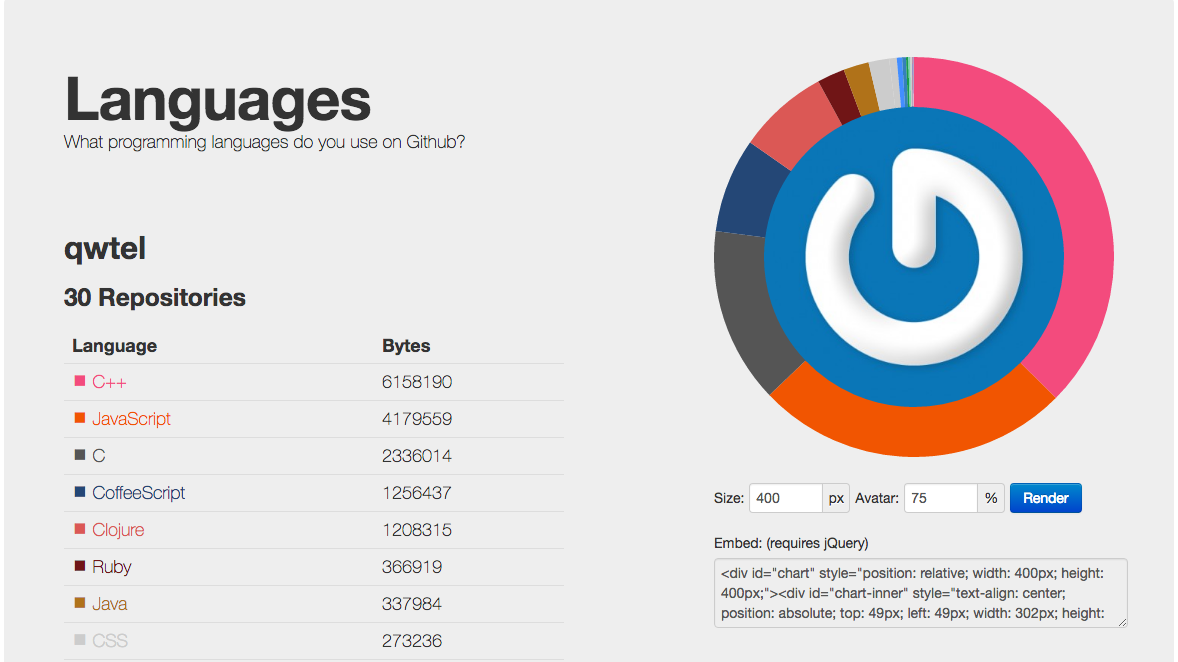 Languages
What programming languages do you use on Github?
qwtel
30 Repositories
Language Bytes
C++ 6158190
JavaScript 4179559
C 2336014
CoffeeScript 1256437
Clojure 1208315
Ruby 366919
Java 337984
CSS 273236
Size: 400 px Avatar: 75 % Render
Embed: (requires jQuery)
<div id="chart" style="position: relative; width: 400px; height:
400px;"><div id="chart-inner" style="text-align: center;
position: absolute; top: 49px; left: 49px; width: 302px; height: